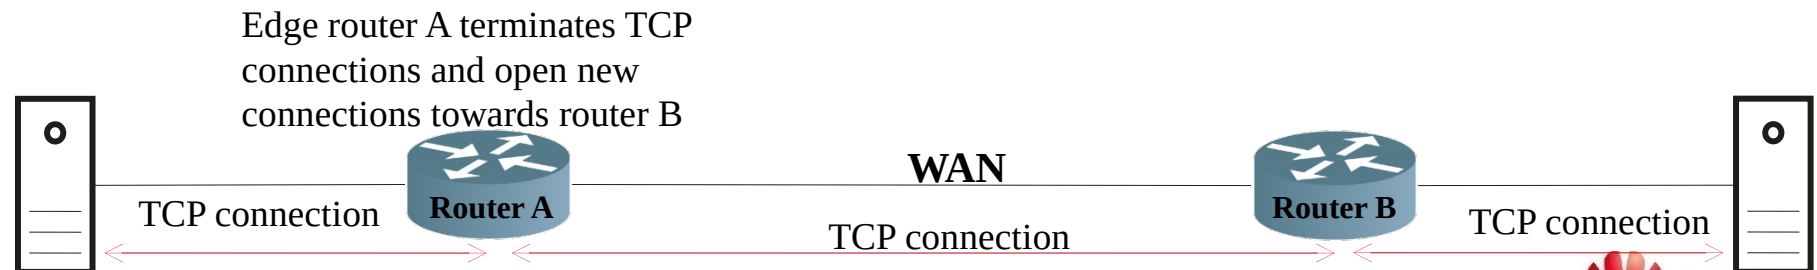 Edge router A terminates TCP
connections and open new
connections towards router B
WAN
TCP connection
Router A
TCP connection
Router B
TCP connection